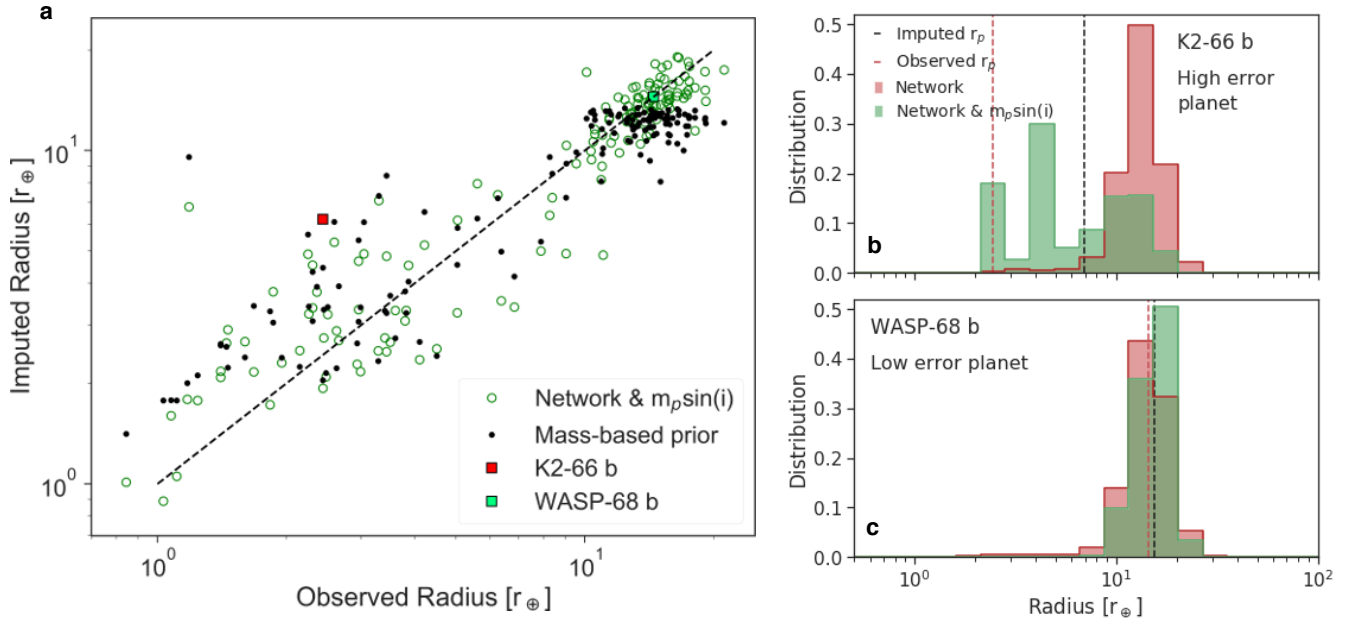 a
Imputed Radius [r⊕]
10¹
10⁰
Network & mₚsin(i)
Mass-based prior
K2-66 b
WASP-68 b
10⁰
10¹
Observed Radius [r⊕]
0.5
0.4
0.3
0.2
0.1
0.0
Distribution
Imputed rₚ
Observed rₚ
Network
Network & mₚsin(i)
K2-66 b
High error
planet
b
0.5
0.4
0.3
0.2
0.1
0.0
Distribution
WASP-68 b
Low error planet
c
10⁰
10¹
10²
Radius [r⊕]